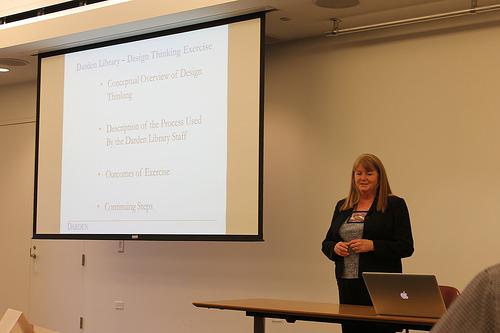 Darden Library – Design Thinking Exercise
• Conceptual Overview of Design
Thinking
• Description of the Process Used
By the Darden Library Staff
• Outcomes of Exercise
• Continuing Steps
DARDEN